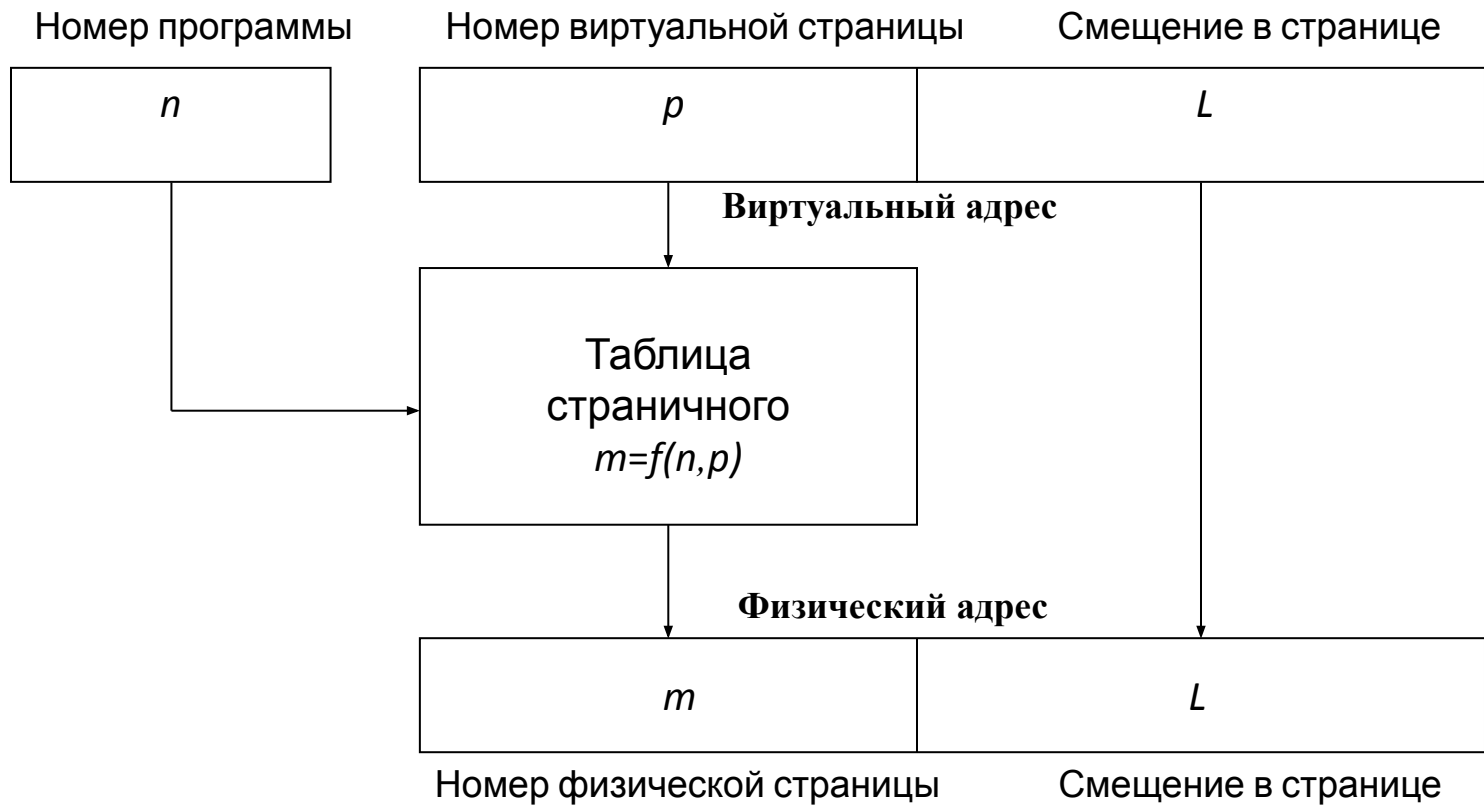 Номер программы
Номер виртуальной страницы
Смещение в странице
n
p
L
Виртуальный адрес
Таблица
страничного
m=f(n,p)
Физический адрес
m
L
Номер физической страницы
Смещение в странице